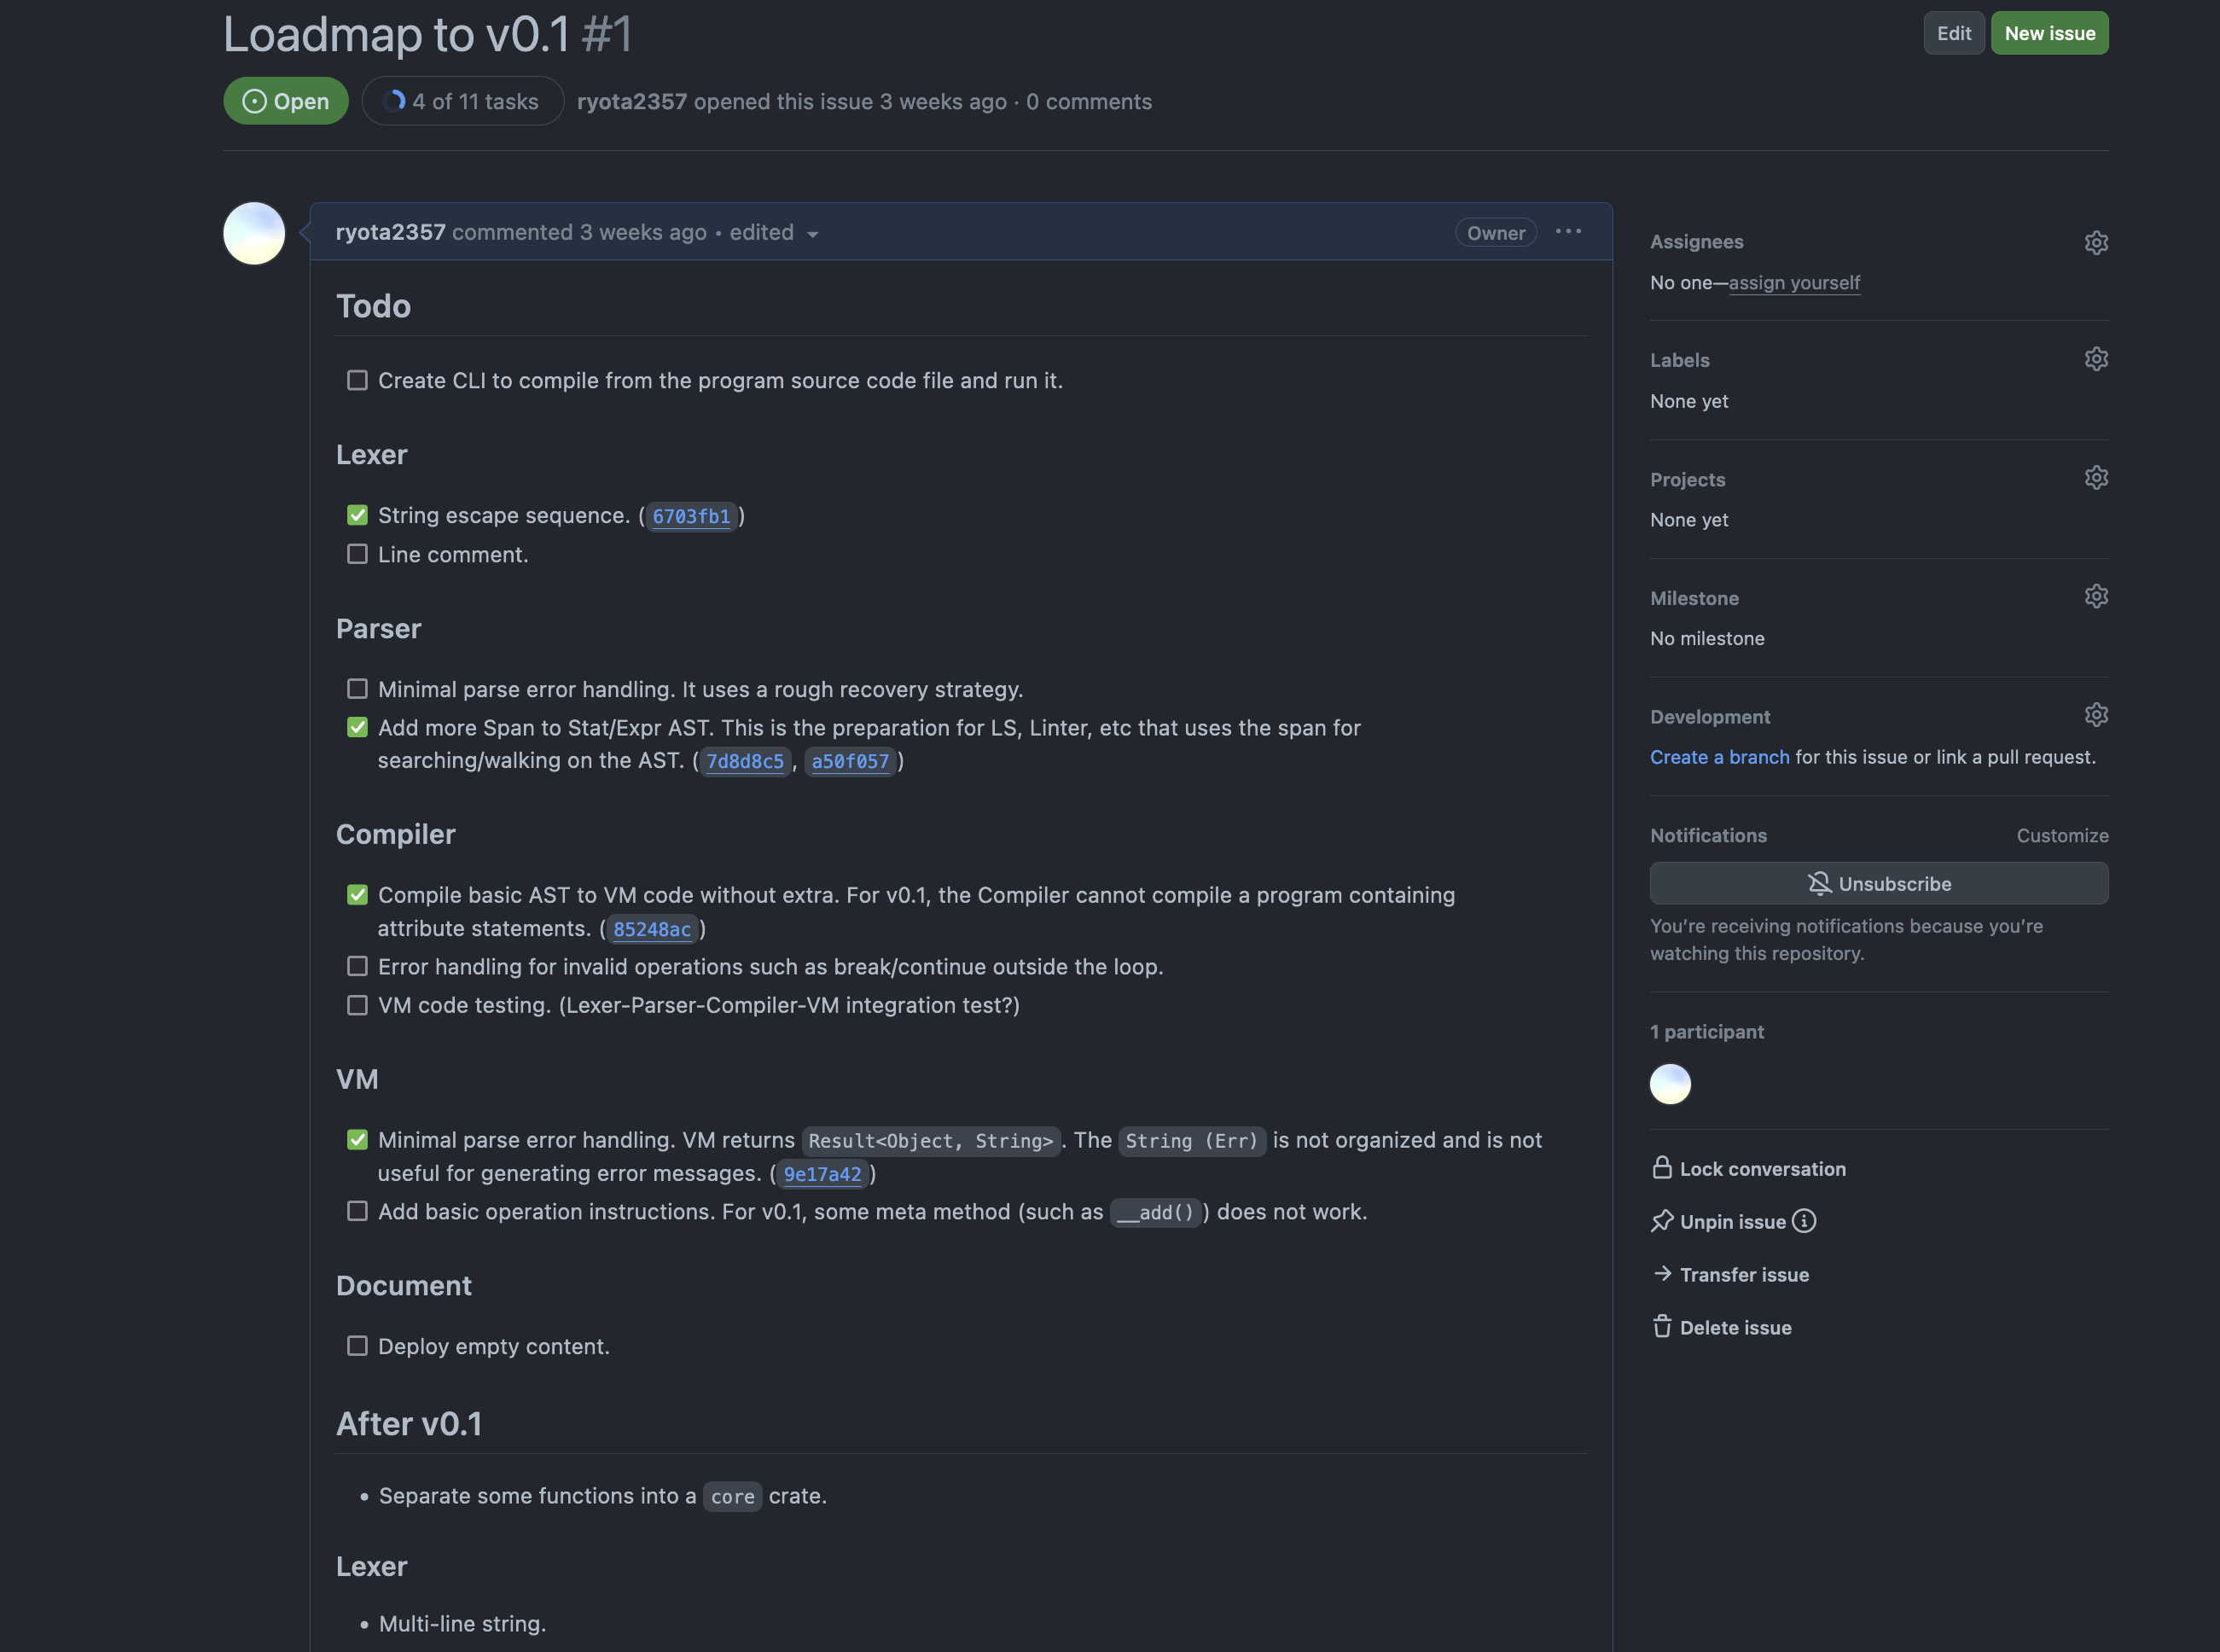 Loadmap to v0.1 #1
Edit
New issue
Open
4 of 11 tasks
ryota2357 opened this issue 3 weeks ago · 0 comments
ryota2357 commented 3 weeks ago • edited
Owner
Todo
Create CLI to compile from the program source code file and run it.
Lexer
String escape sequence. (6703fb1)
Line comment.
Parser
Minimal parse error handling. It uses a rough recovery strategy.
Add more Span to Stat/Expr AST. This is the preparation for LS, Linter, etc that uses the span for
searching/walking on the AST. (7d8d8c5, a50f057)
Compiler
Compile basic AST to VM code without extra. For v0.1, the Compiler cannot compile a program containing
attribute statements. (85248ac)
Error handling for invalid operations such as break/continue outside the loop.
VM code testing. (Lexer-Parser-Compiler-VM integration test?)
VM
Minimal parse error handling. VM returns Result<Object, String>. The String (Err) is not organized and is not
useful for generating error messages. (9e17a42)
Add basic operation instructions. For v0.1, some meta method (such as __add()) does not work.
Document
Deploy empty content.
After v0.1
• Separate some functions into a core crate.
Lexer
• Multi-line string.
Assignees
No one—assign yourself
Labels
None yet
Projects
None yet
Milestone
No milestone
Development
Create a branch for this issue or link a pull request.
Notifications
Customize
Unsubscribe
You're receiving notifications because you're
watching this repository.
1 participant
Lock conversation
Unpin issue
Transfer issue
Delete issue